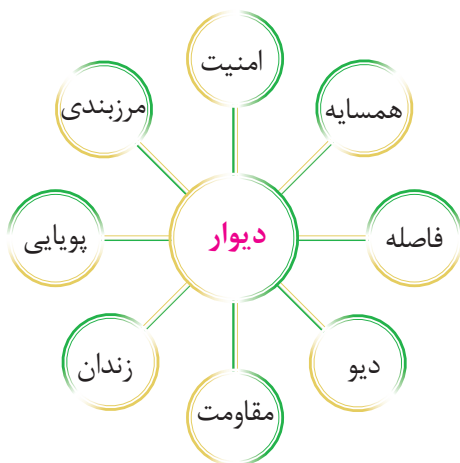 امنیت
همسایه
مرزبندی
فاصله
دیوار
پویایی
دیو
زندان
مقاومت